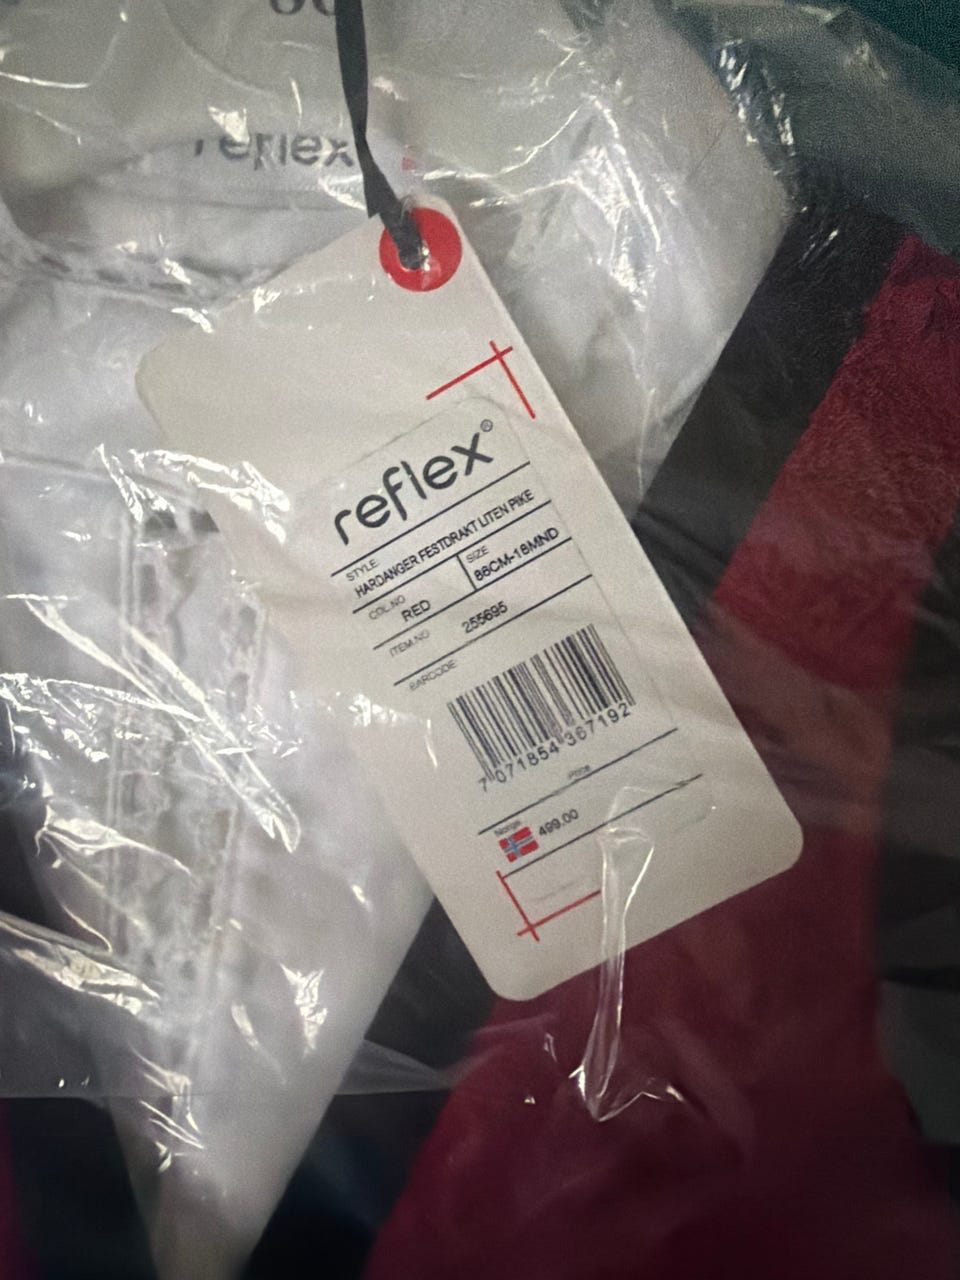 reflex
reflex®
STYLE
HARDANGER FESTDRAKT LITEN PIKE
COL.NO
RED
SIZE
86CM-18MND
ITEM.NO
255695
BARCODE
7 071854 367192
Price
Norge
499,00